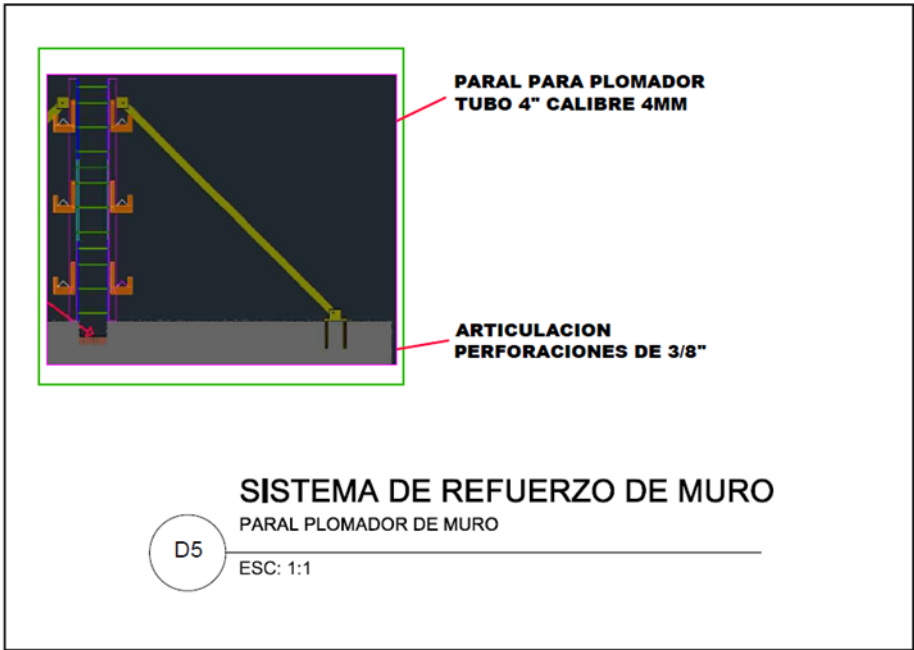 PARAL PARA PLOMADOR
TUBO 4" CALIBRE 4MM
ARTICULACION
PERFORACIONES DE 3/8"
SISTEMA DE REFUERZO DE MURO
PARAL PLOMADOR DE MURO
D5
ESC: 1:1